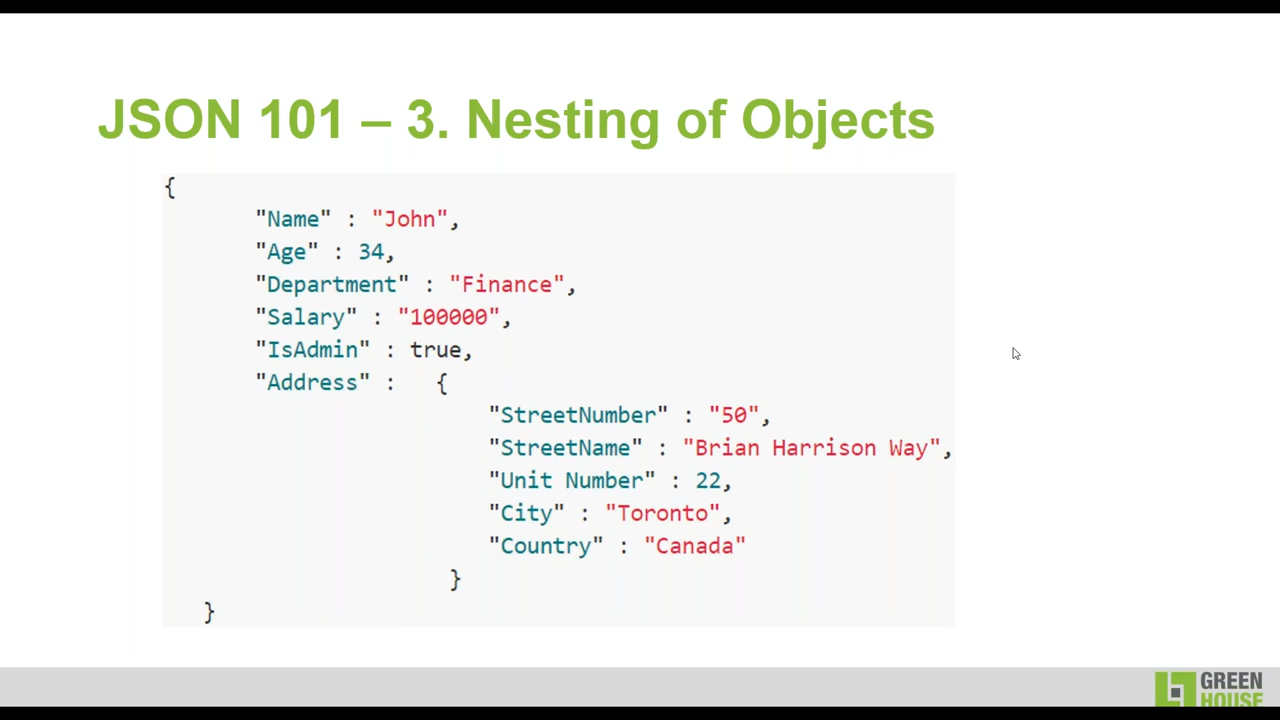 JSON 101 – 3. Nesting of Objects
{
"Name" : "John",
"Age" : 34,
"Department" : "Finance",
"Salary" : "100000",
"IsAdmin" : true,
"Address" : {
"StreetNumber" : "50",
"StreetName" : "Brian Harrison Way",
"Unit Number" : 22,
"City" : "Toronto",
"Country" : "Canada"
}
}
GREEN
HOUSE